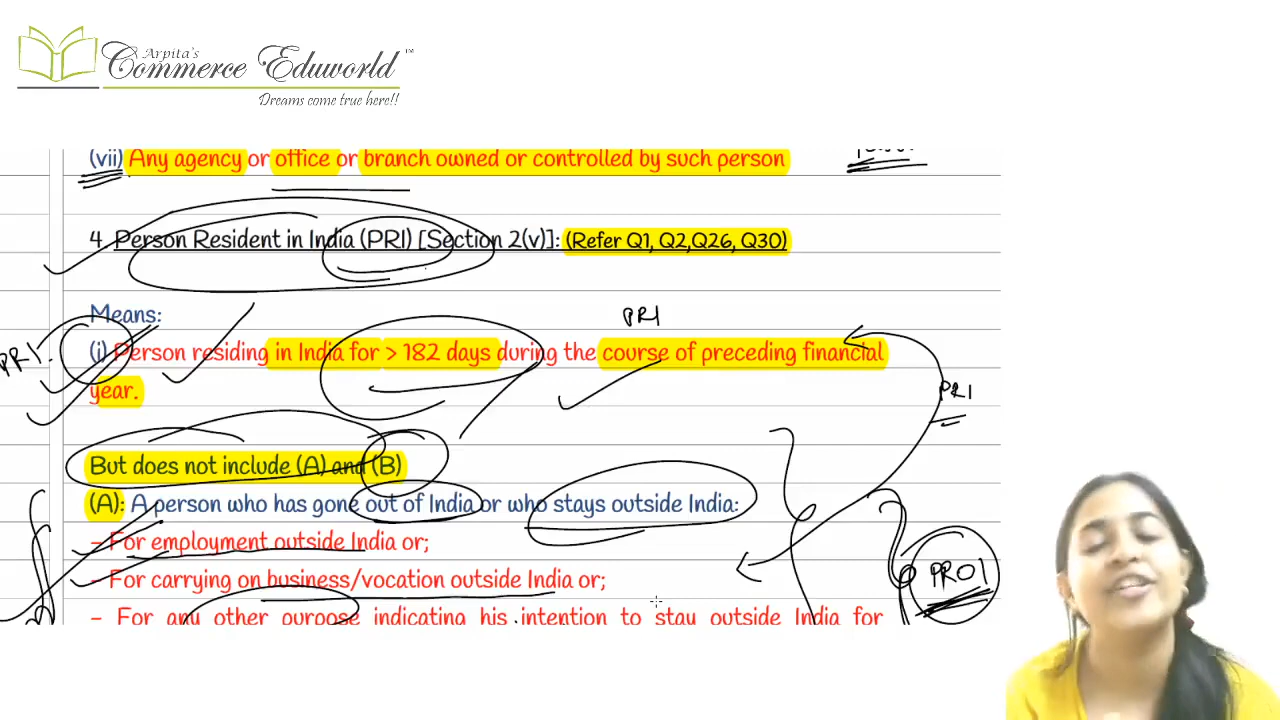 Arpita's
Commerce Eduworld™
Dreams come true here!!
(vii) Any agency or office or branch owned or controlled by such person
4. Person Resident in India (PRI) [Section 2(v)]: (Refer Q1, Q2,Q26, Q30)
Means:
PRI
(i) Person residing in India for > 182 days during the course of preceding financial
PRI.
year.
PRI
But does not include (A) and (B)
(A): A person who has gone out of India or who stays outside India:
– For employment outside India or;
– For carrying on business/vocation outside India or;
PROI
– For any other purpose indicating his intention to stay outside India for